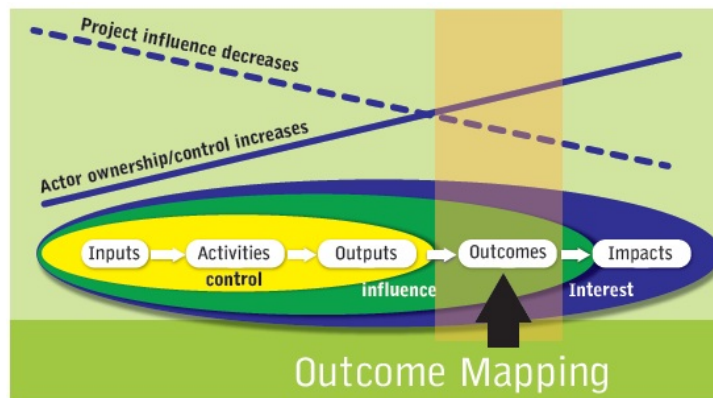 Project influence decreases
Actor ownership/control increases
Inputs
Activities
Outputs
Outcomes
Impacts
control
influence
Interest
Outcome Mapping